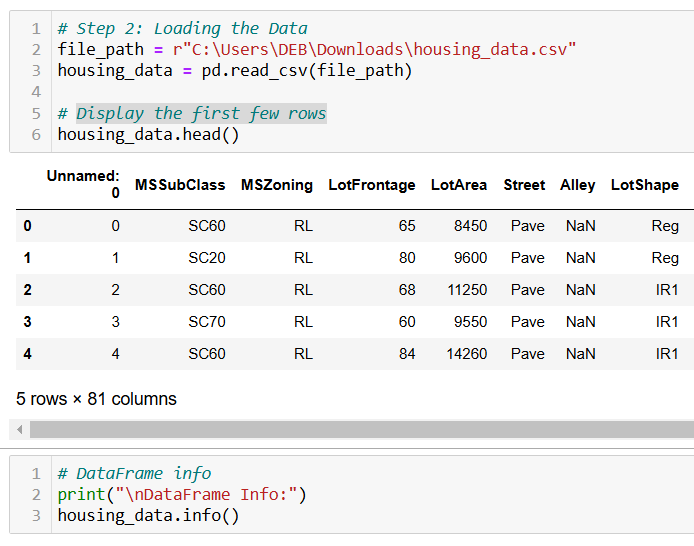 1 # Step 2: Loading the Data
2 file_path = r"C:\Users\DEB\Downloads\housing_data.csv"
3 housing_data = pd.read_csv(file_path)
4
5 # Display the first few rows
6 housing_data.head()
Unnamed: 0 MSSubClass MSZoning LotFrontage LotArea Street Alley LotShape
0 0 SC60 RL 65 8450 Pave NaN Reg
1 1 SC20 RL 80 9600 Pave NaN Reg
2 2 SC60 RL 68 11250 Pave NaN IR1
3 3 SC70 RL 60 9550 Pave NaN IR1
4 4 SC60 RL 84 14260 Pave NaN IR1
5 rows × 81 columns
1 # DataFrame info
2 print("\nDataFrame Info:")
3 housing_data.info()